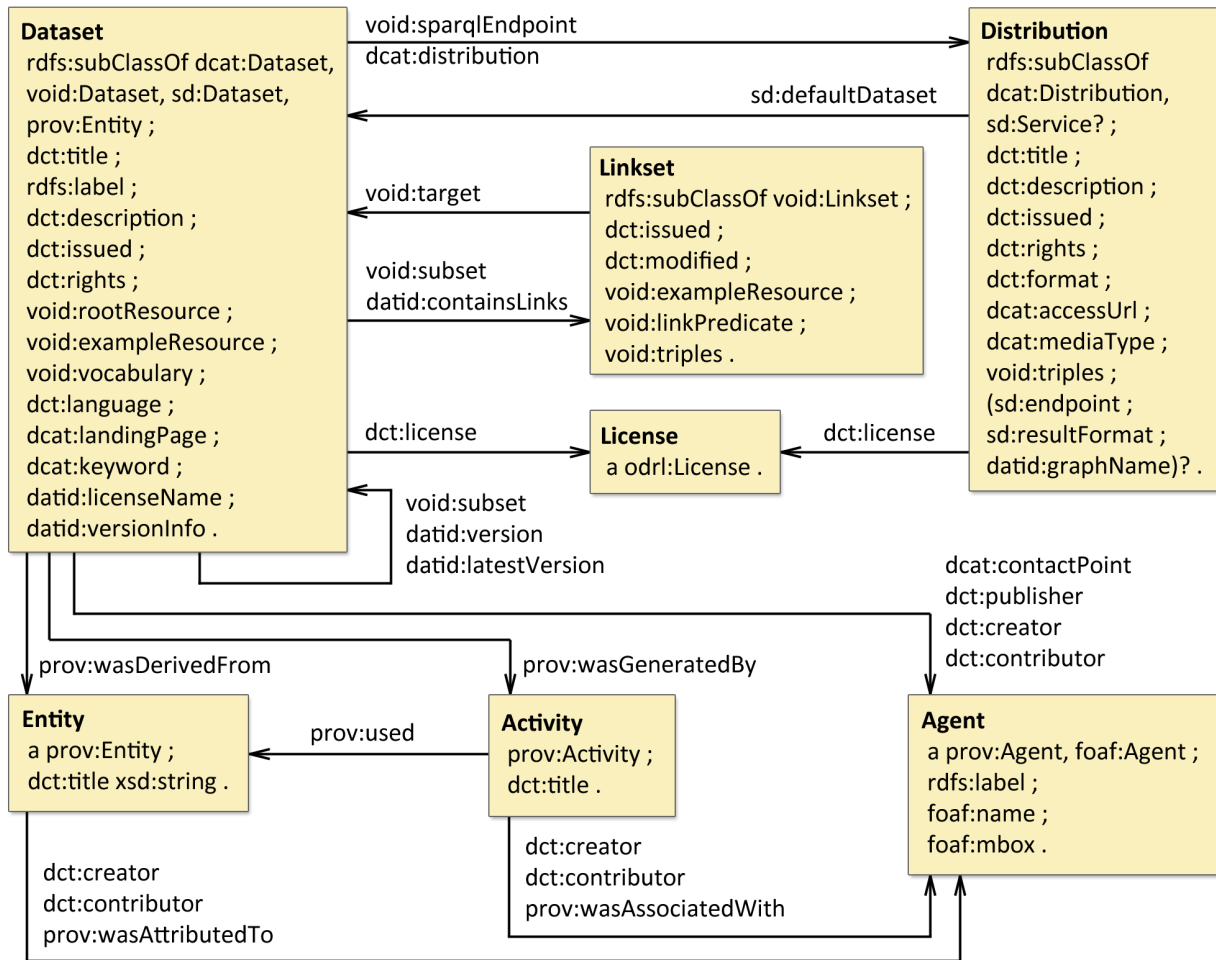 Dataset
rdfs:subClassOf dcat:Dataset,
void:Dataset, sd:Dataset,
prov:Entity ;
dct:title ;
rdfs:label ;
dct:description ;
dct:issued ;
dct:rights ;
void:rootResource ;
void:exampleResource ;
void:vocabulary ;
dct:language ;
dcat:landingPage ;
dcat:keyword ;
datid:licenseName ;
datid:versionInfo .
void:sparqlEndpoint
dcat:distribution
sd:defaultDataset
Distribution
rdfs:subClassOf
dcat:Distribution,
sd:Service? ;
dct:title ;
dct:description ;
dct:issued ;
dct:rights ;
dct:format ;
dcat:accessUrl ;
dcat:mediaType ;
void:triples ;
(sd:endpoint ;
sd:resultFormat ;
datid:graphName)? .
void:target
void:subset
datid:containsLinks
Linkset
rdfs:subClassOf void:Linkset ;
dct:issued ;
dct:modified ;
void:exampleResource ;
void:linkPredicate ;
void:triples .
dct:license
License
a odrl:License .
dct:license
void:subset
datid:version
datid:latestVersion
dcat:contactPoint
dct:publisher
dct:creator
dct:contributor
prov:wasDerivedFrom
prov:wasGeneratedBy
Entity
a prov:Entity ;
dct:title xsd:string .
prov:used
Activity
prov:Activity ;
dct:title .
Agent
a prov:Agent, foaf:Agent ;
rdfs:label ;
foaf:name ;
foaf:mbox .
dct:creator
dct:contributor
prov:wasAttributedTo
dct:creator
dct:contributor
prov:wasAssociatedWith